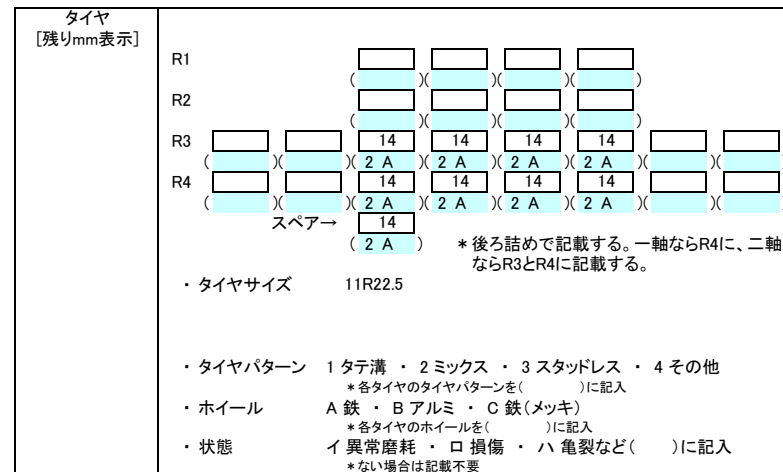 タイヤ
[残りmm表示]
R1
( )( )( )( )
R2
( )( )( )( )
R3 14 14 14 14
( )( )( 2 A )( 2 A )( 2 A )( 2 A )( )(
R4 14 14 14 14
( )( )( 2 A )( 2 A )( 2 A )( 2 A )( )(
スペア→ 14
( 2 A ) *後ろ詰めで記載する。一軸ならR4に、二軸
ならR3とR4に記載する。
・タイヤサイズ 11R22.5
・タイヤパターン 1 タテ溝 ・ 2 ミックス ・ 3 スタッドレス ・ 4 その他
*各タイヤのタイヤパターンを( )に記入
・ホイール A 鉄 ・ B アルミ ・ C 鉄(メッキ)
*各タイヤのホイールを( )に記入
・状態 イ 異常磨耗 ・ ロ 損傷 ・ ハ 亀裂など( )に記入
*ない場合は記載不要